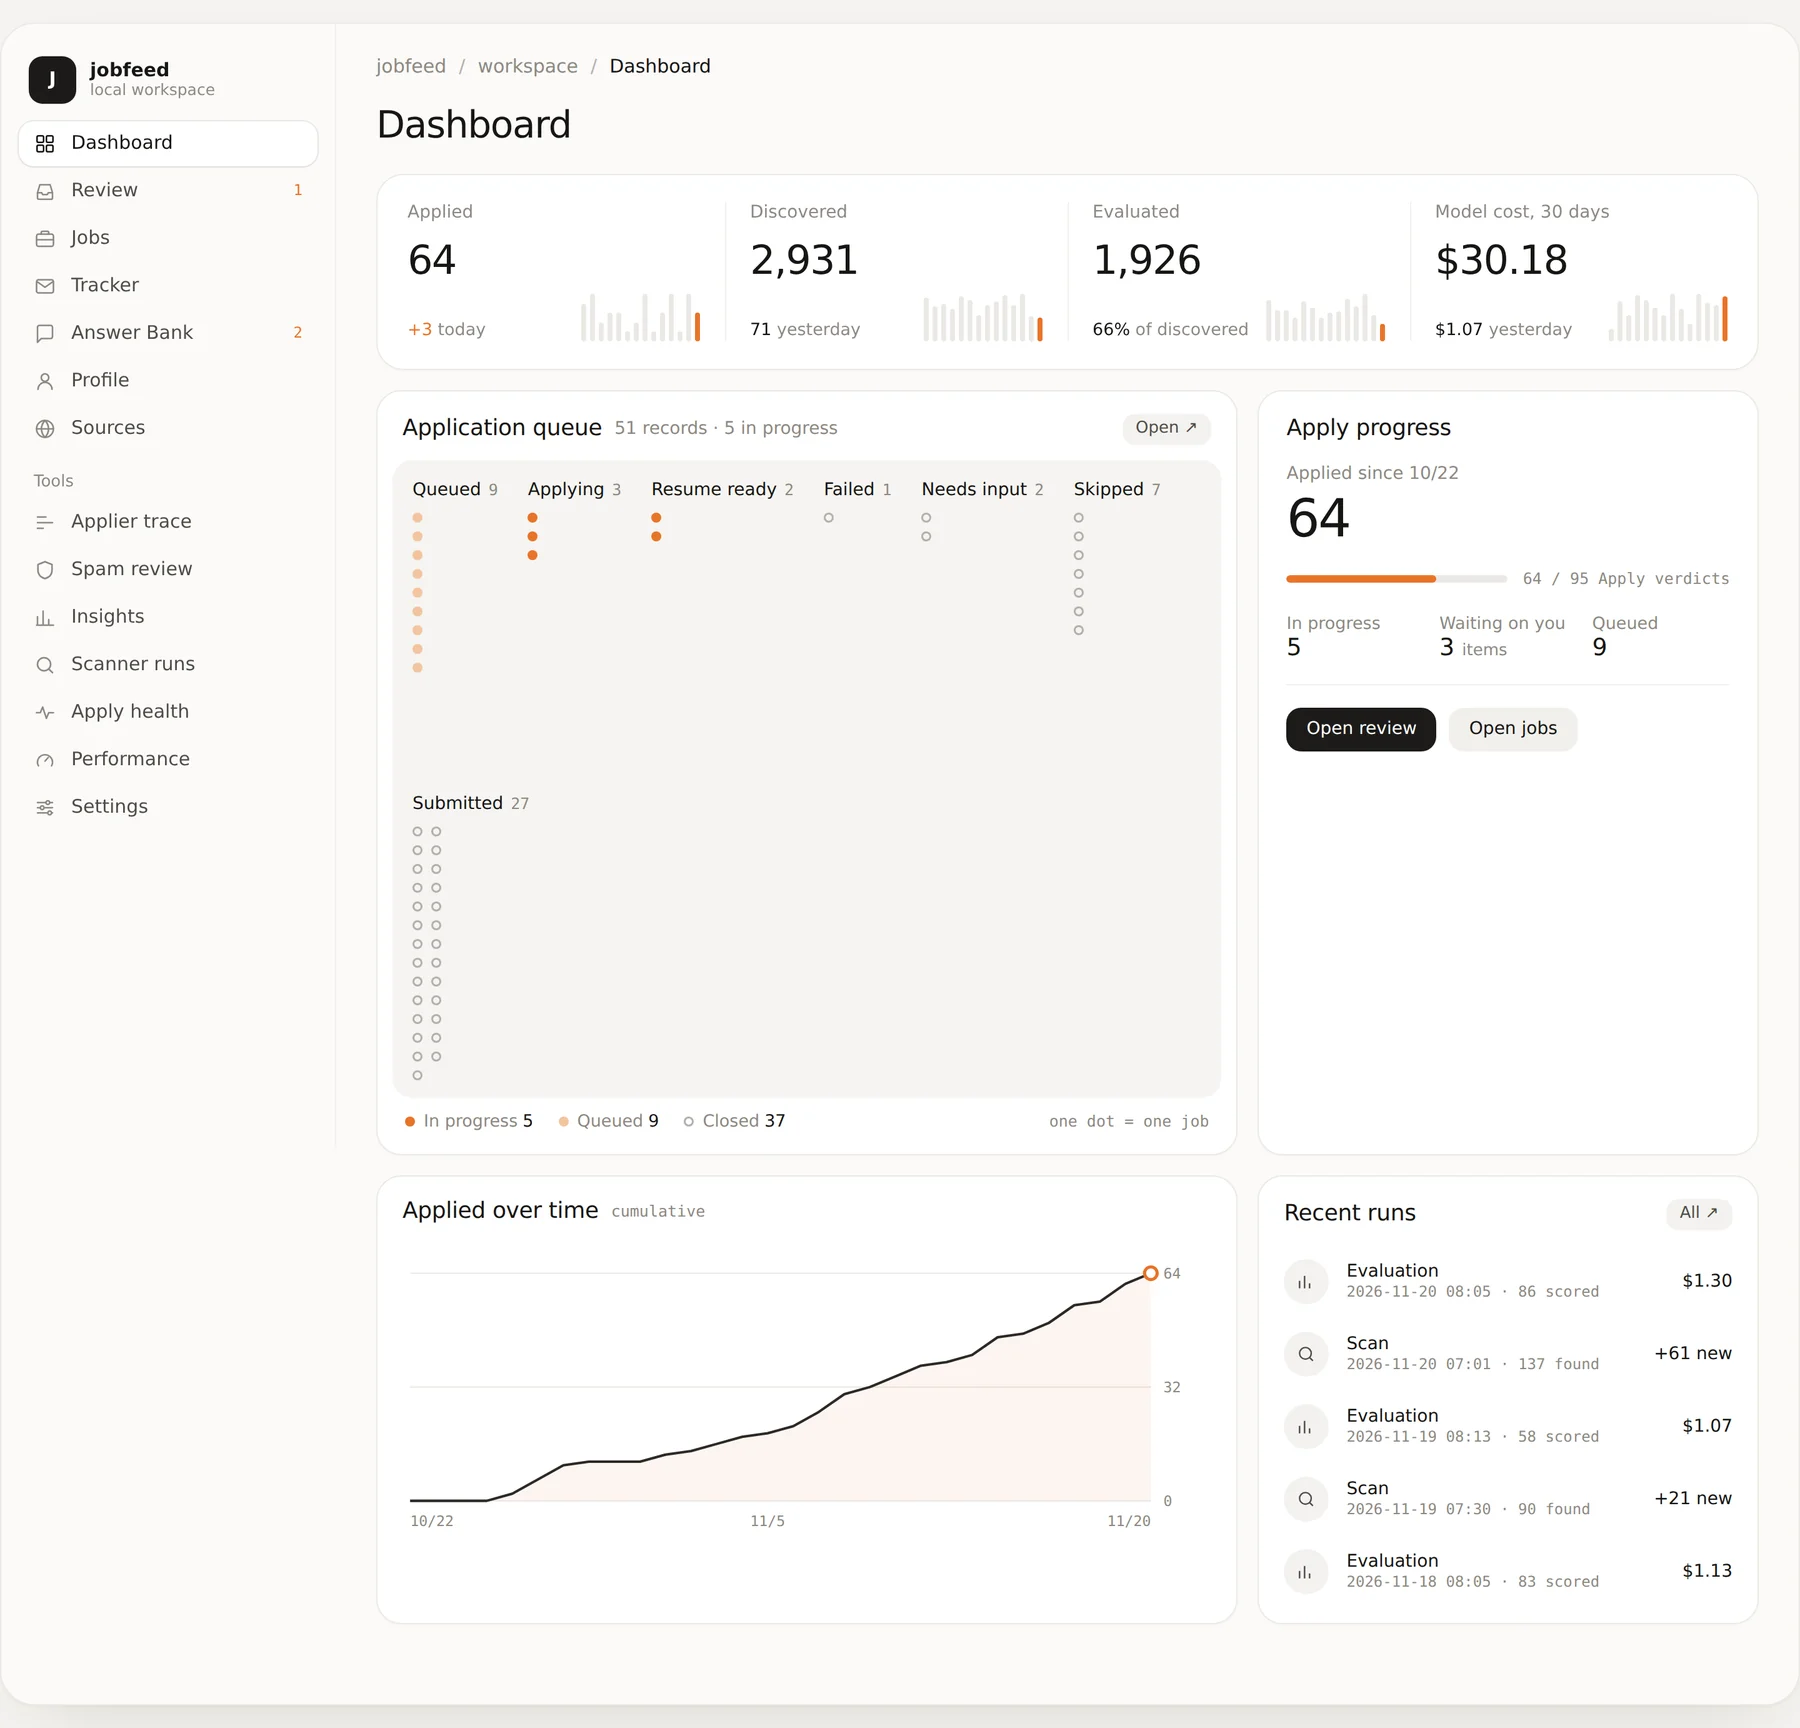 J
jobfeed
local workspace
Dashboard
Review 1
Jobs
Tracker
Answer Bank 2
Profile
Sources
Tools
Applier trace
Spam review
Insights
Scanner runs
Apply health
Performance
Settings
jobfeed / workspace / Dashboard
Dashboard
Applied
64
+3 today
Discovered
2,931
71 yesterday
Evaluated
1,926
66% of discovered
Model cost, 30 days
$30.18
$1.07 yesterday
Application queue 51 records · 5 in progress
Open ↗
Queued 9
Applying 3
Resume ready 2
Failed 1
Needs input 2
Skipped 7
Submitted 27
In progress 5
Queued 9
Closed 37
one dot = one job
Apply progress
Applied since 10/22
64
64 / 95 Apply verdicts
In progress
5
Waiting on you
3 items
Queued
9
Open review
Open jobs
Applied over time cumulative
64
32
0
10/22
11/5
11/20
Recent runs
All ↗
Evaluation
2026-11-20 08:05 · 86 scored
$1.30
Scan
2026-11-20 07:01 · 137 found
+61 new
Evaluation
2026-11-19 08:13 · 58 scored
$1.07
Scan
2026-11-19 07:30 · 90 found
+21 new
Evaluation
2026-11-18 08:05 · 83 scored
$1.13